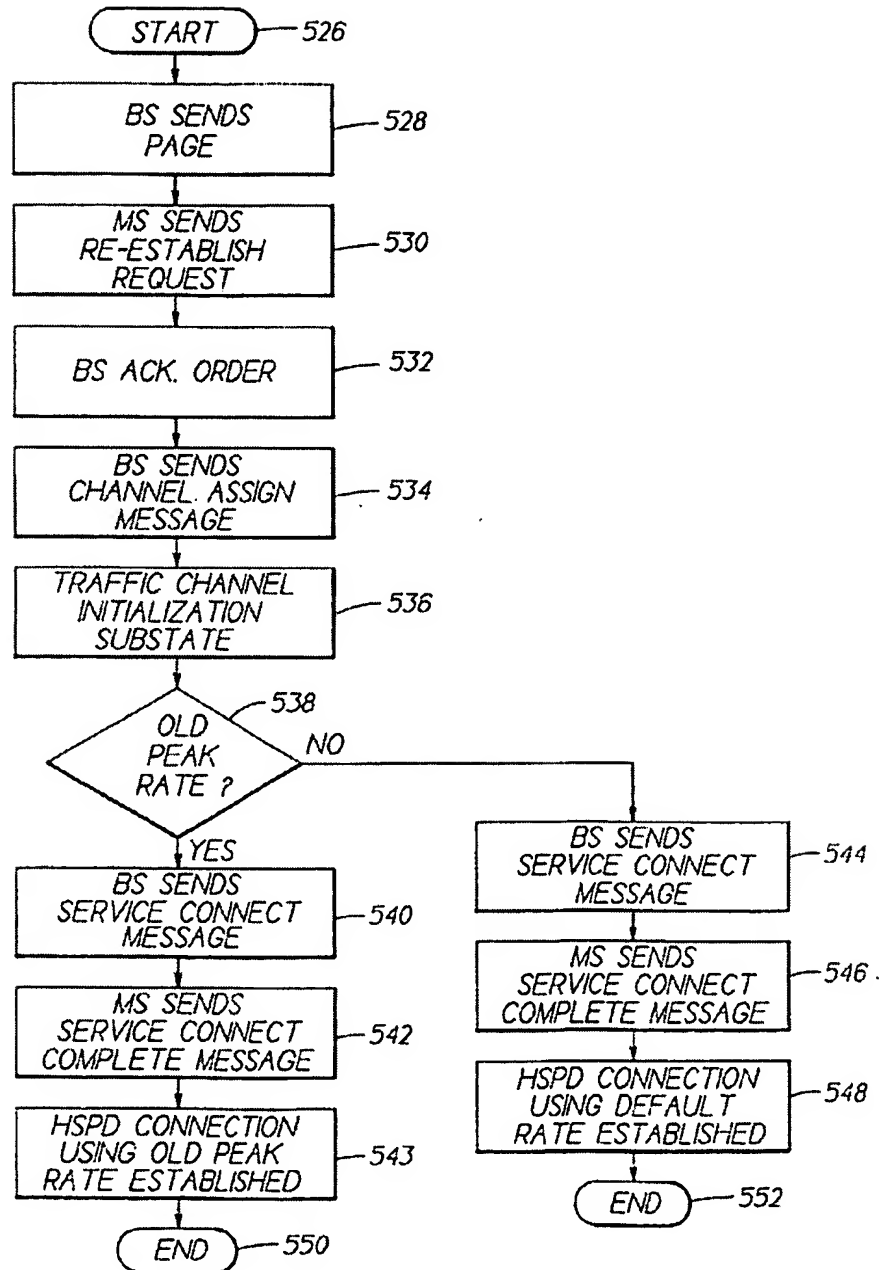 START
526
BS SENDS
PAGE
528
MS SENDS
RE-ESTABLISH
REQUEST
530
BS ACK. ORDER
532
BS SENDS
CHANNEL. ASSIGN
MESSAGE
534
TRAFFIC CHANNEL
INITIALIZATION
SUBSTATE
536
OLD
PEAK
RATE ?
538
NO
YES
BS SENDS
SERVICE CONNECT
MESSAGE
540
MS SENDS
SERVICE CONNECT
COMPLETE MESSAGE
542
HSPD CONNECTION
USING OLD PEAK
RATE ESTABLISHED
543
END
550
BS SENDS
SERVICE CONNECT
MESSAGE
544
MS SENDS
SERVICE CONNECT
COMPLETE MESSAGE
546
HSPD CONNECTION
USING DEFAULT
RATE ESTABLISHED
548
END
552